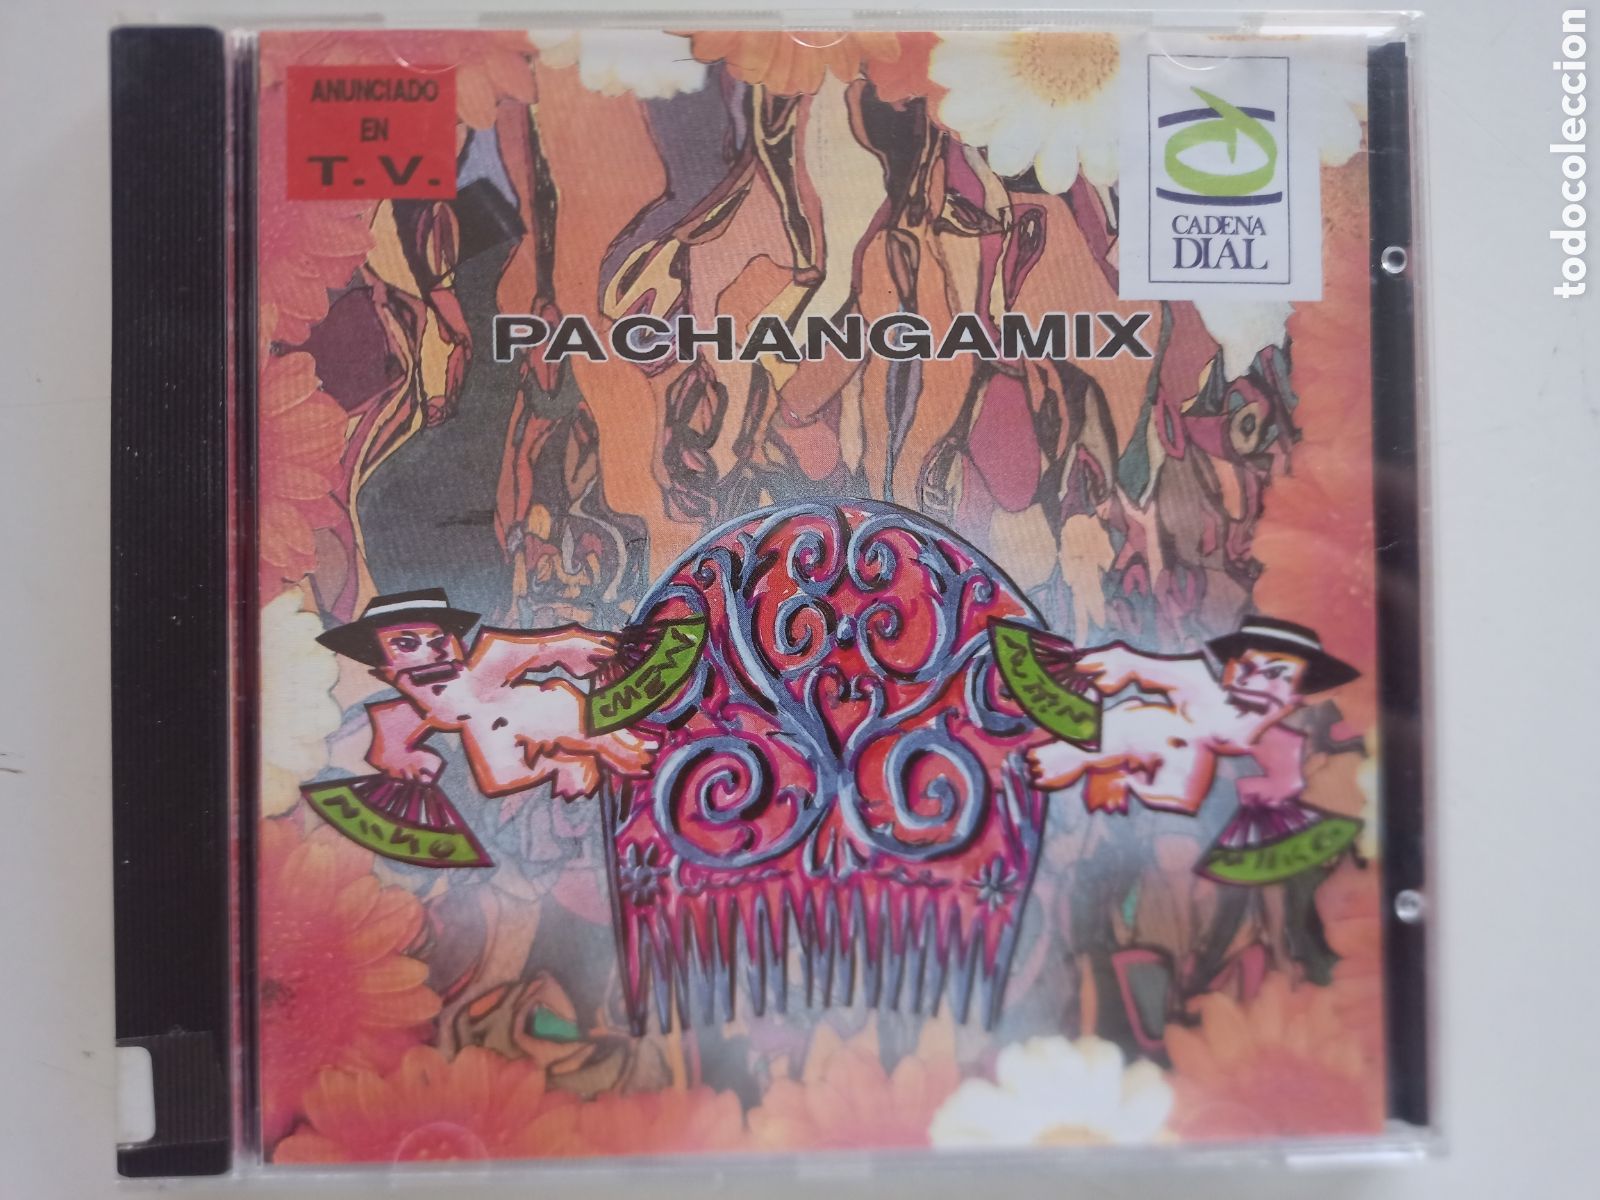 ANUNCIADO
EN
T. V.
CADENA
DIAL
PACHANGAMIX
todocoleccion